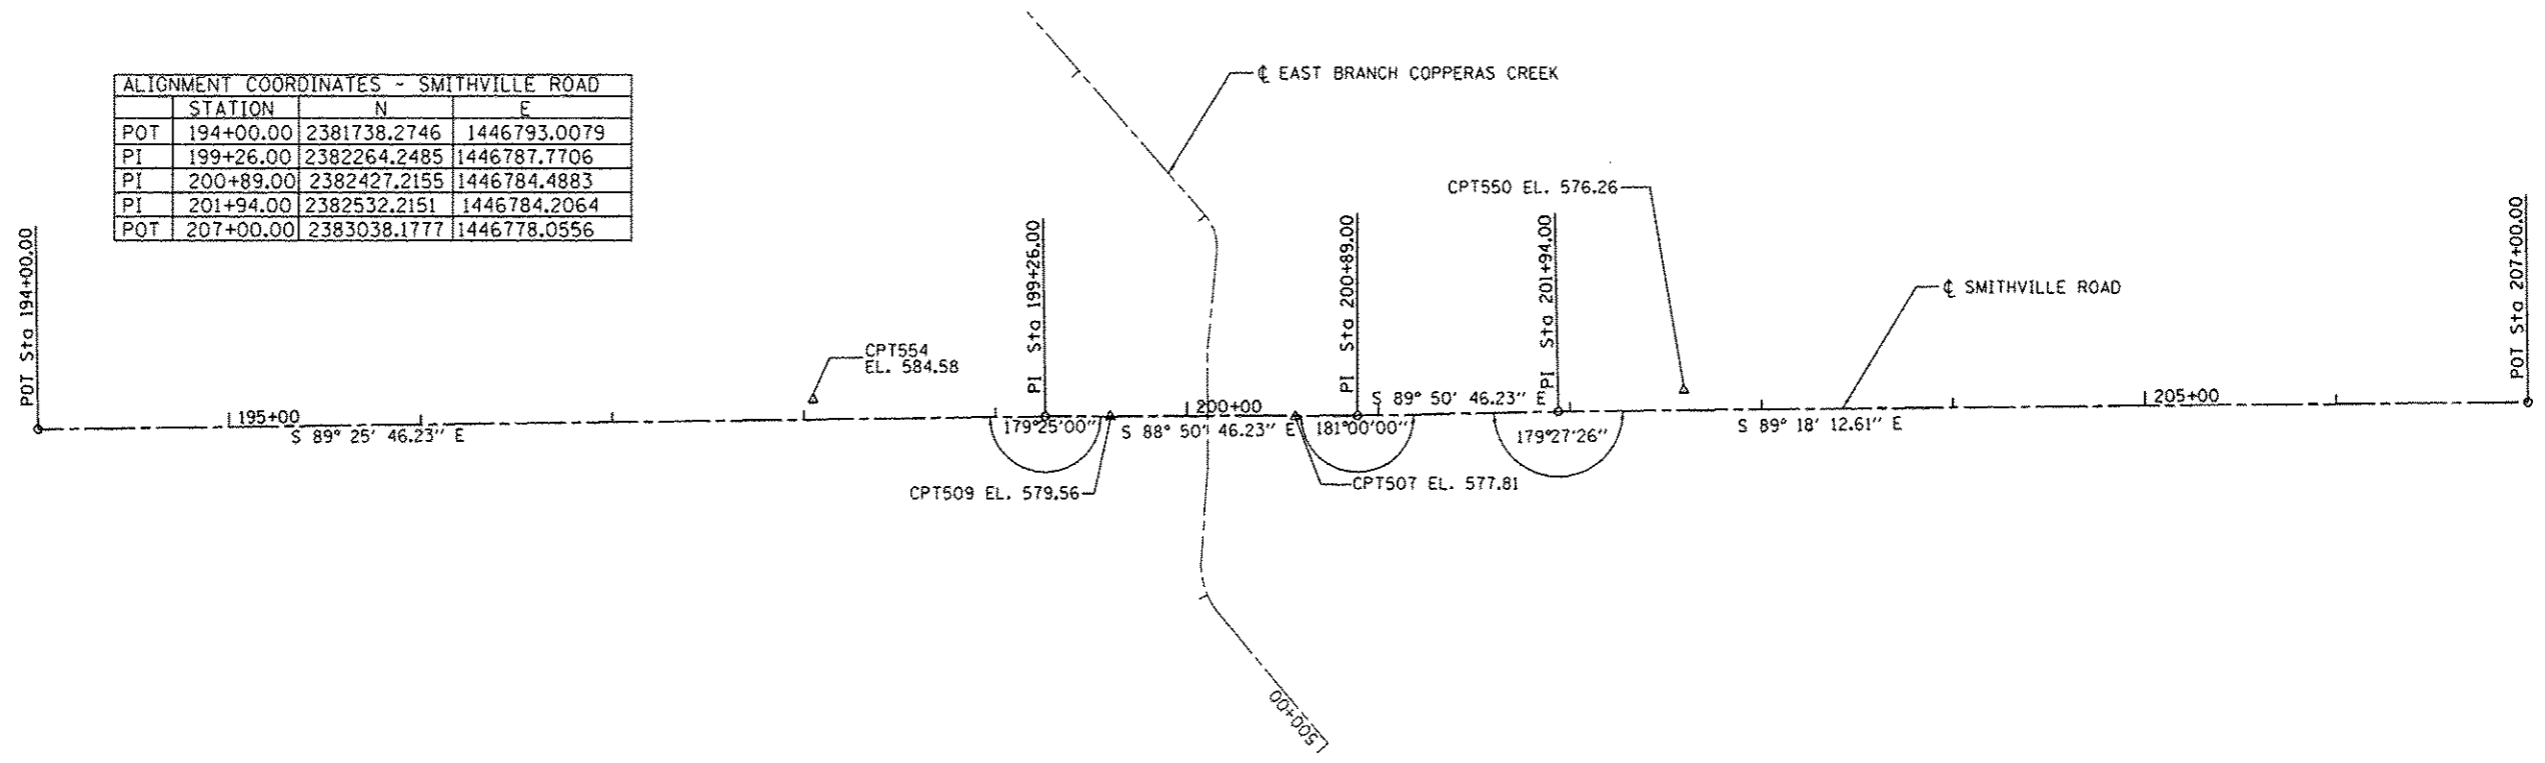 ALIGNMENT COORDINATES - SMITHVILLE ROAD
STATION N E
POT 194+00.00 2381738.2746 1446793.0079
PI 199+26.00 2382264.2485 1446787.7706
PI 200+89.00 2382427.2155 1446784.4883
PI 201+94.00 2382532.2151 1446784.2064
POT 207+00.00 2383038.1777 1446778.0556
℄ EAST BRANCH COPPERAS CREEK
CPT550 EL. 576.26
℄ SMITHVILLE ROAD
POT Sta 194+00.00
PI Sta 199+26.00
PI Sta 200+89.00
PI Sta 201+94.00
POT Sta 207+00.00
CPT554
EL. 584.58
195+00
200+00
205+00
S 89° 25' 46.23" E
179°25'00"
S 88° 50' 46.23" E
181°00'00"
S 89° 50' 46.23" E
179°27'26"
S 89° 18' 12.61" E
CPT509 EL. 579.56
CPT507 EL. 577.81
500+00